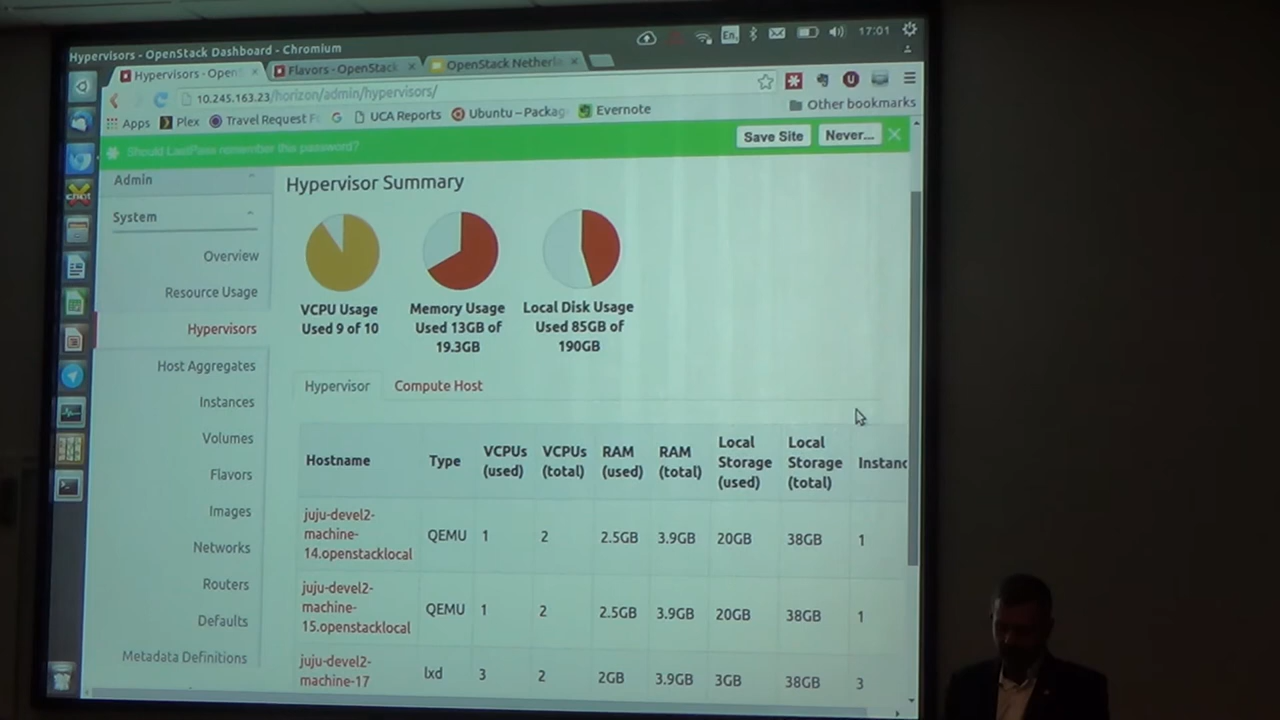 Hypervisors - OpenStack Dashboard - Chromium
En
17:01
Hypervisors - Open
Flavors - OpenStack
OpenStack Netherla
10.245.163.23/horizon/admin/hypervisors/
Apps
Plex
Travel Request F
UCA Reports
Ubuntu – Packag
Evernote
Other bookmarks
Should LastPass remember this password?
Save Site
Never...
Admin
System
Overview
Resource Usage
Hypervisors
Host Aggregates
Instances
Volumes
Flavors
Images
Networks
Routers
Defaults
Metadata Definitions
Hypervisor Summary
VCPU Usage
Used 9 of 10
Memory Usage
Used 13GB of
19.3GB
Local Disk Usage
Used 85GB of
190GB
Hypervisor
Compute Host
Hostname
Type
VCPUs
(used)
VCPUs
(total)
RAM
(used)
RAM
(total)
Local
Storage
(used)
Local
Storage
(total)
Instanc
juju-devel2-
machine-
14.openstacklocal
QEMU
1
2
2.5GB
3.9GB
20GB
38GB
1
juju-devel2-
machine-
15.openstacklocal
QEMU
1
2
2.5GB
3.9GB
20GB
38GB
1
juju-devel2-
machine-17
lxd
3
2
2GB
3.9GB
3GB
38GB
3